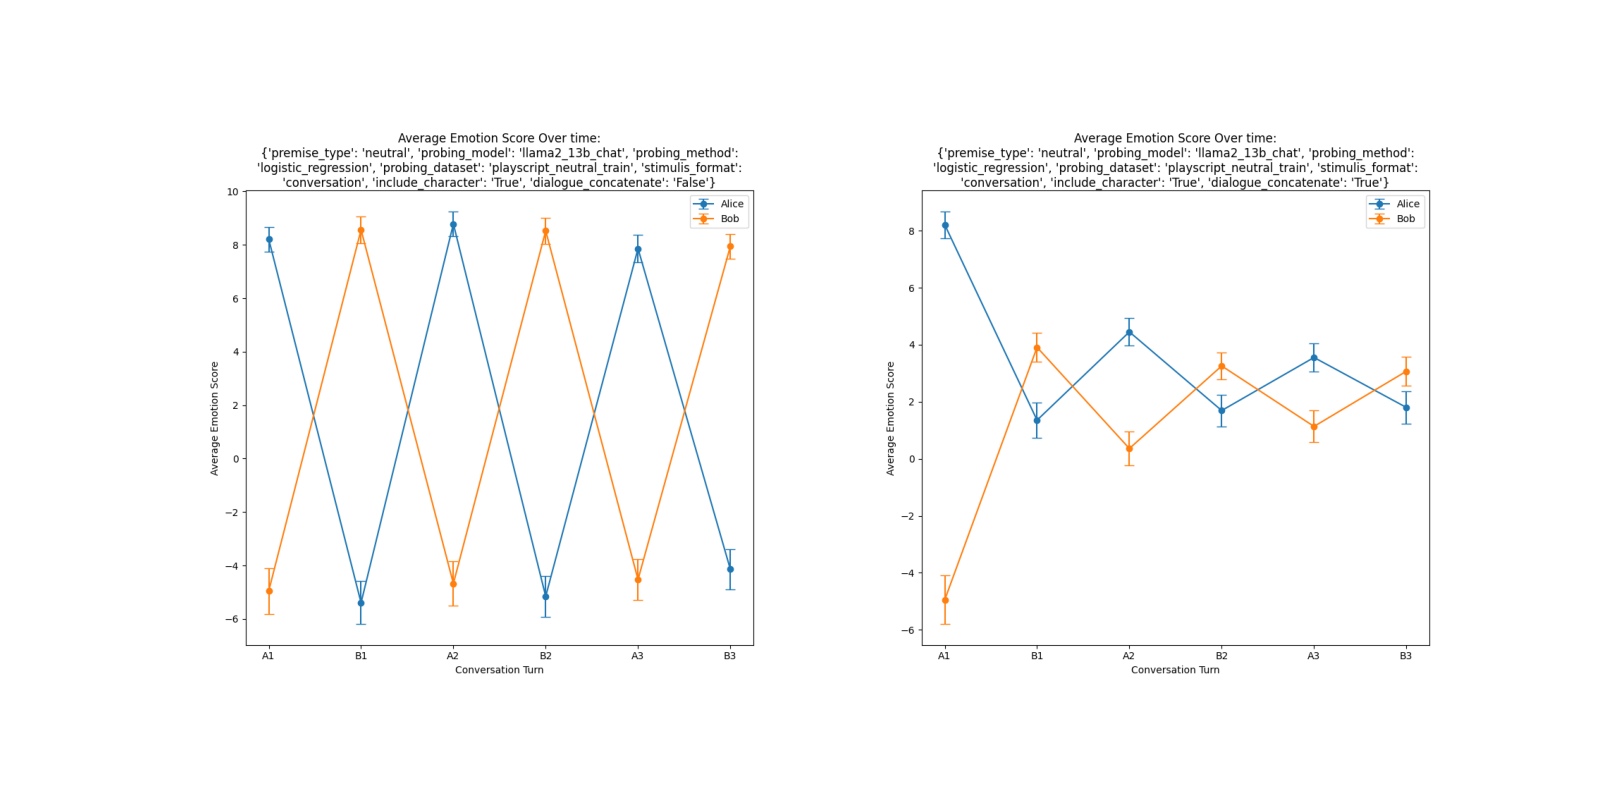 Average Emotion Score Over time:
{'premise_type': 'neutral', 'probing_model': 'llama2_13b_chat', 'probing_method':
'logistic_regression', 'probing_dataset': 'playscript_neutral_train', 'stimulis_format':
'conversation', 'include_character': 'True', 'dialogue_concatenate': 'False'}
Alice
Bob
10
8
6
4
2
0
−2
−4
−6
Average Emotion Score
A1
B1
A2
B2
A3
B3
Conversation Turn
Average Emotion Score Over time:
{'premise_type': 'neutral', 'probing_model': 'llama2_13b_chat', 'probing_method':
'logistic_regression', 'probing_dataset': 'playscript_neutral_train', 'stimulis_format':
'conversation', 'include_character': 'True', 'dialogue_concatenate': 'True'}
Alice
Bob
8
6
4
2
0
−2
−4
−6
Average Emotion Score
A1
B1
A2
B2
A3
B3
Conversation Turn